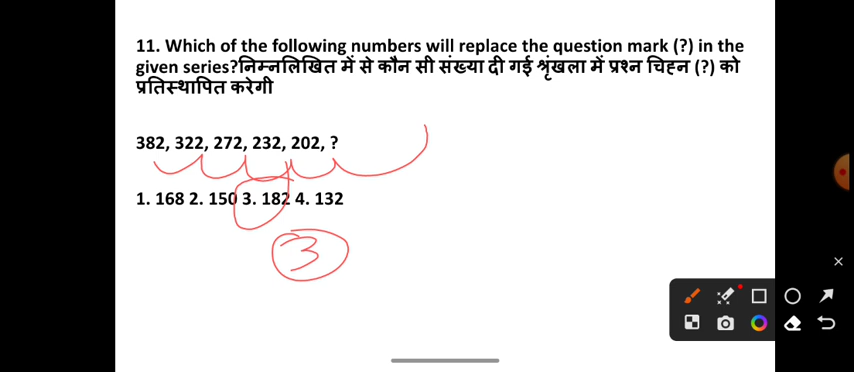 11. Which of the following numbers will replace the question mark (?) in the
given series?निम्नलिखित में से कौन सी संख्या दी गई श्रृंखला में प्रश्न चिह्न (?) को
प्रतिस्थापित करेगी
382, 322, 272, 232, 202, ?
1. 168 2. 150 3. 182 4. 132
3